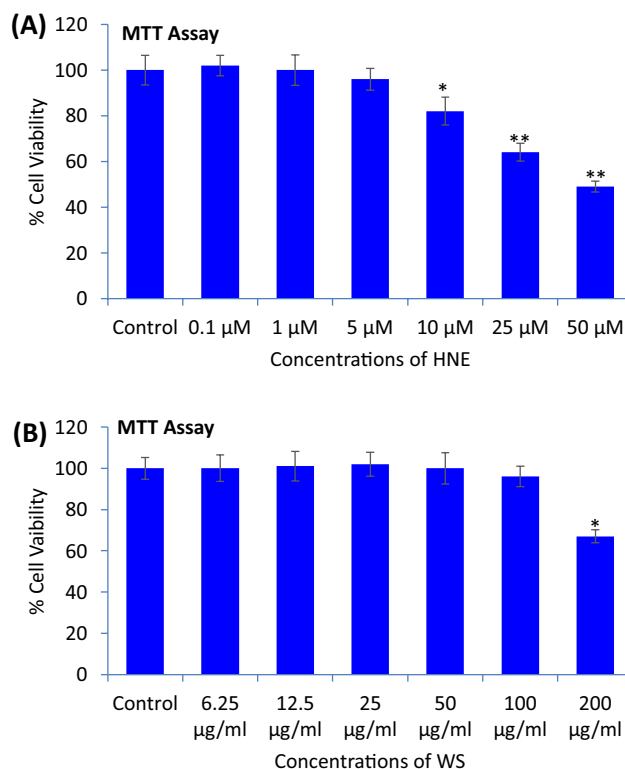 (A)
MTT Assay
% Cell Viability
120
100
80
60
40
20
0
*
**
**
Control 0.1 µM 1 µM 5 µM 10 µM 25 µM 50 µM
Concentrations of HNE
(B)
MTT Assay
% Cell Vaibility
120
100
80
60
40
20
0
*
Control 6.25 12.5 25 50 100 200
µg/ml µg/ml µg/ml µg/ml µg/ml µg/ml
Concentrations of WS